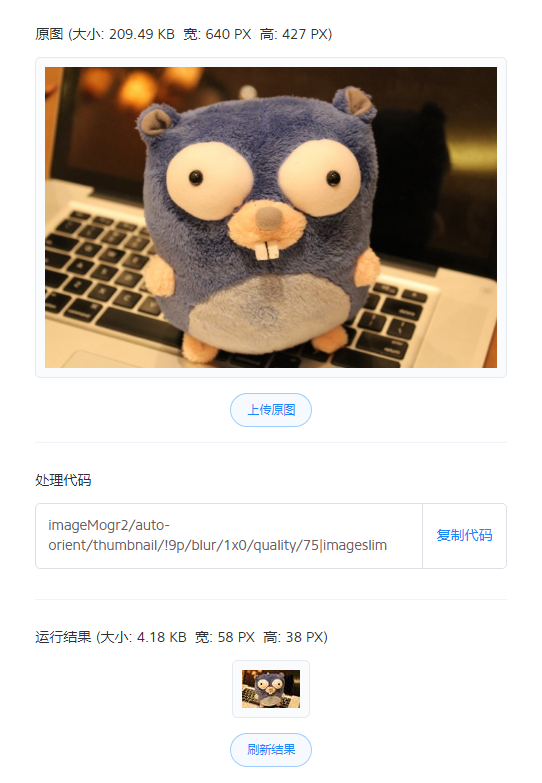 原图 (大小: 209.49 KB 宽: 640 PX 高: 427 PX)
上传原图
处理代码
imageMogr2/auto-
orient/thumbnail/!9p/blur/1x0/quality/75|imageslim
复制代码
运行结果 (大小: 4.18 KB 宽: 58 PX 高: 38 PX)
刷新结果